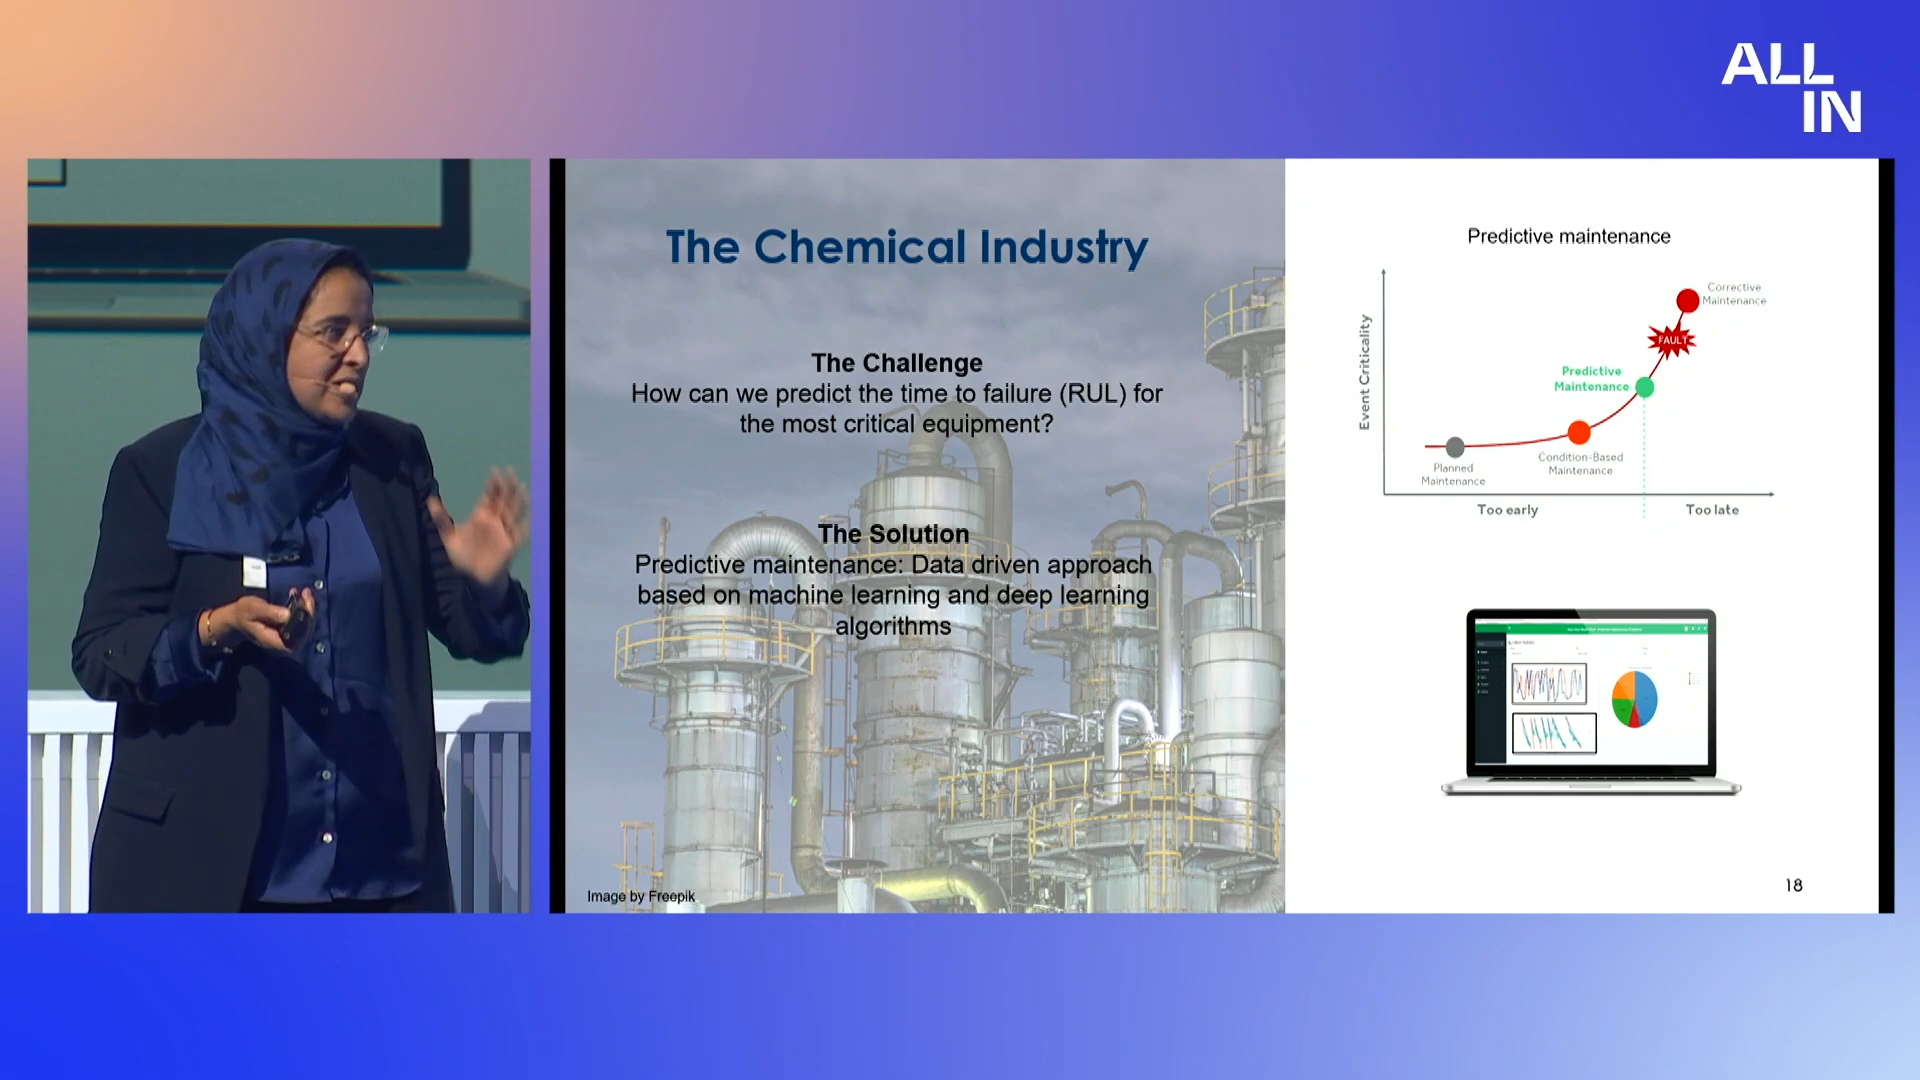 ALL
IN
The Chemical Industry
The Challenge
How can we predict the time to failure (RUL) for
the most critical equipment?
The Solution
Predictive maintenance: Data driven approach
based on machine learning and deep learning
algorithms
Image by Freepik
Predictive maintenance
Event Criticality
Corrective
Maintenance
FAULT
Predictive
Maintenance
Condition-Based
Maintenance
Planned
Maintenance
Too early
Too late
18